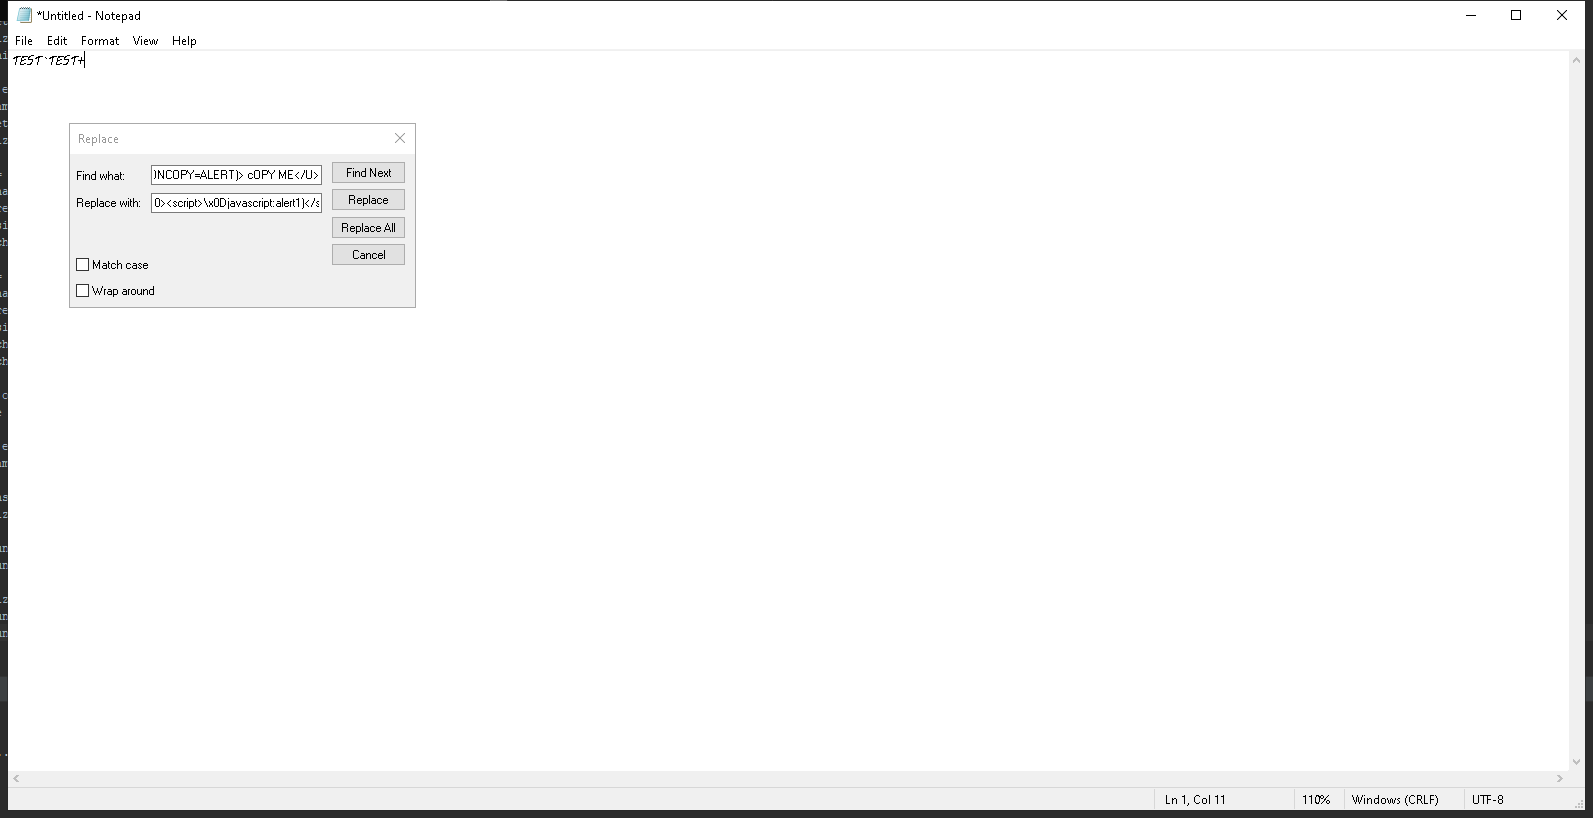 *Untitled - Notepad
File Edit Format View Help
TEST`TEST+
Replace
Find what: )NCOPY=ALERT)> cOPY ME</U> Find Next
Replace with: 0><script>\x0Djavascript:alert1)</s Replace
Replace All
Cancel
Match case
Wrap around
Ln 1, Col 11 110% Windows (CRLF) UTF-8